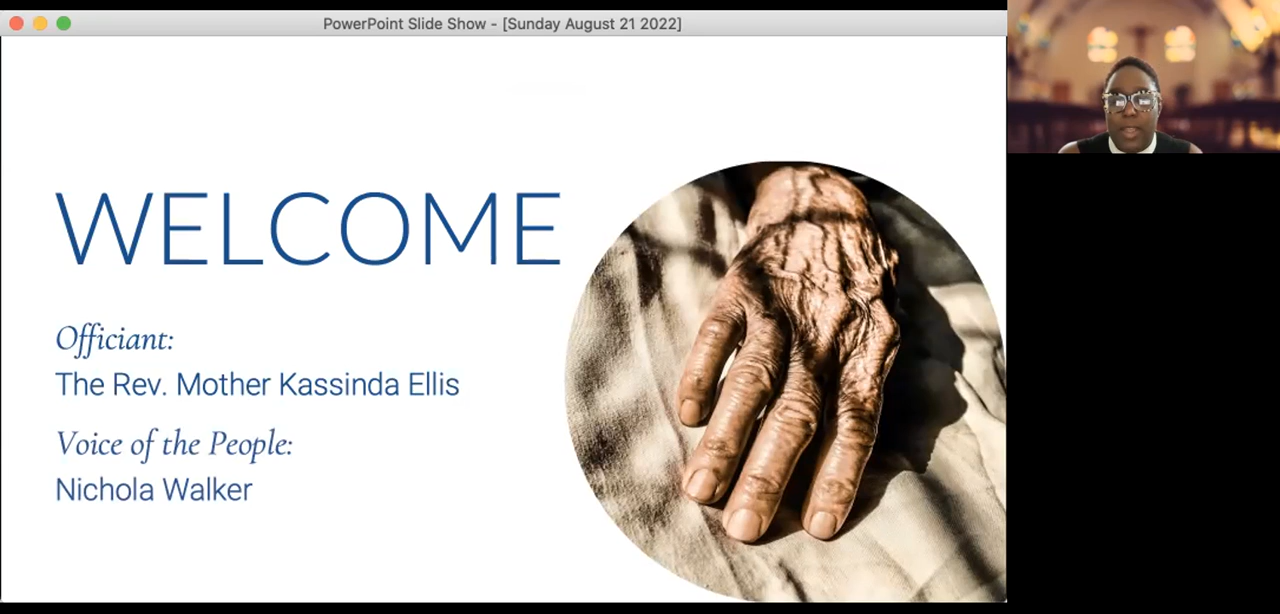 PowerPoint Slide Show - [Sunday August 21 2022]
WELCOME
Officiant:
The Rev. Mother Kassinda Ellis
Voice of the People:
Nichola Walker